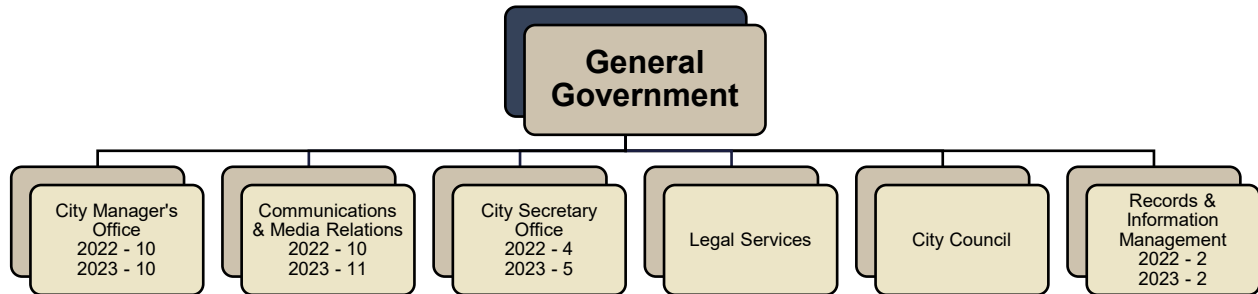 General
Government
City Manager's
Office
2022 - 10
2023 - 10
Communications
& Media Relations
2022 - 10
2023 - 11
City Secretary
Office
2022 - 4
2023 - 5
Legal Services
City Council
Records &
Information
Management
2022 - 2
2023 - 2